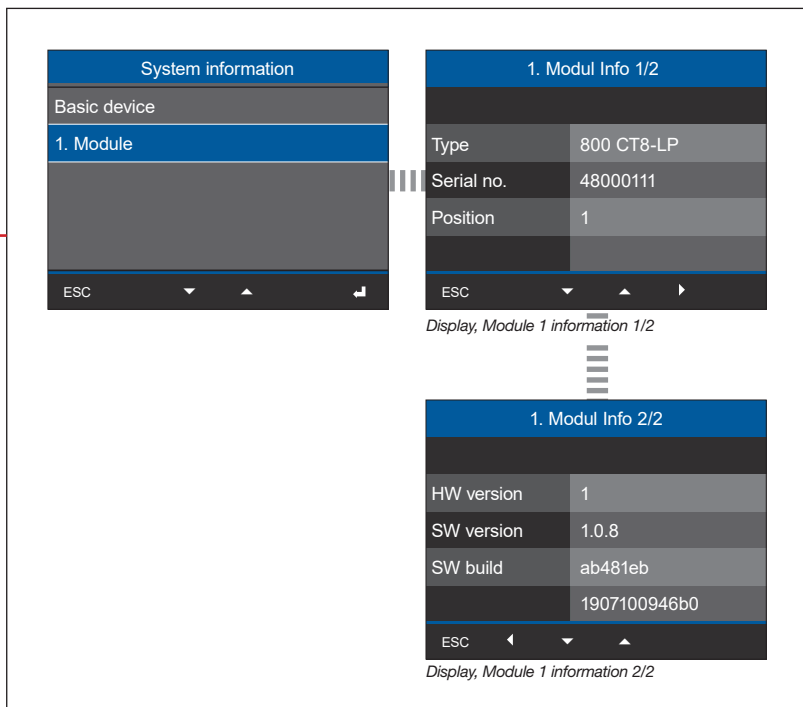 System information
Basic device
1. Module
ESC
1. Modul Info 1/2
Type 800 CT8-LP
Serial no. 48000111
Position 1
ESC
Display, Module 1 information 1/2
1. Modul Info 2/2
HW version 1
SW version 1.0.8
SW build ab481eb
1907100946b0
ESC
Display, Module 1 information 2/2